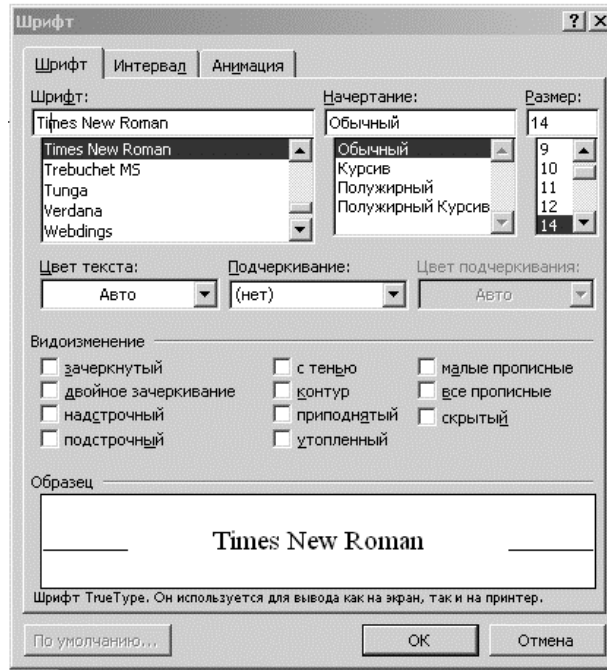 Шрифт ? ×
Шрифт Интервал Анимация
Шрифт: Начертание: Размер:
Times New Roman Обычный 14
Times New Roman Обычный 9
Trebuchet MS Курсив 10
Tunga Полужирный 11
Verdana Полужирный Курсив 12
Webdings 14
Цвет текста: Подчеркивание: Цвет подчеркивания:
Авто (нет) Авто
Видоизменение
зачеркнутый с тенью малые прописные
двойное зачеркивание контур все прописные
надстрочный приподнятый скрытый
подстрочный утопленный
Образец
Times New Roman
Шрифт TrueType. Он используется для вывода как на экран, так и на принтер.
По умолчанию... ОК Отмена